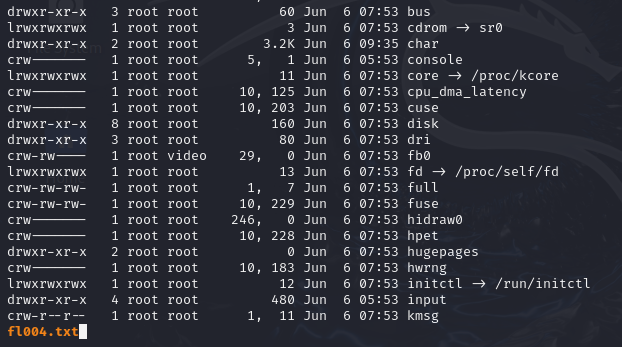 drwxr-xr-x 3 root root 60 Jun 6 07:53 bus
lrwxrwxrwx 1 root root 3 Jun 6 07:53 cdrom -> sr0
drwxr-xr-x 2 root root 3.2K Jun 6 09:35 char
crw------- 1 root root 5, 1 Jun 6 05:53 console
lrwxrwxrwx 1 root root 11 Jun 6 07:53 core -> /proc/kcore
crw------- 1 root root 10, 125 Jun 6 07:53 cpu_dma_latency
crw------- 1 root root 10, 203 Jun 6 07:53 cuse
drwxr-xr-x 8 root root 160 Jun 6 07:53 disk
drwxr-xr-x 3 root root 80 Jun 6 07:53 dri
crw-rw---- 1 root video 29, 0 Jun 6 07:53 fb0
lrwxrwxrwx 1 root root 13 Jun 6 07:53 fd -> /proc/self/fd
crw-rw-rw- 1 root root 1, 7 Jun 6 07:53 full
crw-rw-rw- 1 root root 10, 229 Jun 6 07:53 fuse
crw------- 1 root root 246, 0 Jun 6 07:53 hidraw0
crw------- 1 root root 10, 228 Jun 6 07:53 hpet
drwxr-xr-x 2 root root 0 Jun 6 07:53 hugepages
crw------- 1 root root 10, 183 Jun 6 07:53 hwrng
lrwxrwxrwx 1 root root 12 Jun 6 07:53 initctl -> /run/initctl
drwxr-xr-x 4 root root 480 Jun 6 05:53 input
crw-r--r-- 1 root root 1, 11 Jun 6 07:53 kmsg
fl004.txt